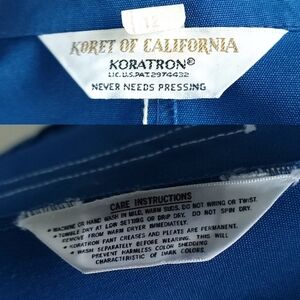 12
KORET OF CALIFORNIA
KORATRON®
LIC. U.S. PAT. 2974432
NEVER NEEDS PRESSING
CARE INSTRUCTIONS
• MACHINE OR HAND WASH IN MILD, WARM SUDS. DO NOT WRING OR TWIST.
• TUMBLE DRY AT LOW SETTING OR DRIP DRY. DO NOT SPIN DRY.
REMOVE FROM WARM DRYER IMMEDIATELY.
• KORATRON PANT CREASES AND PLEATS ARE PERMANENT.
• WASH SEPARATELY BEFORE WEARING. THIS WILL
PREVENT HARMLESS COLOR SHEDDING
CHARACTERISTIC OF DARK COLORS.